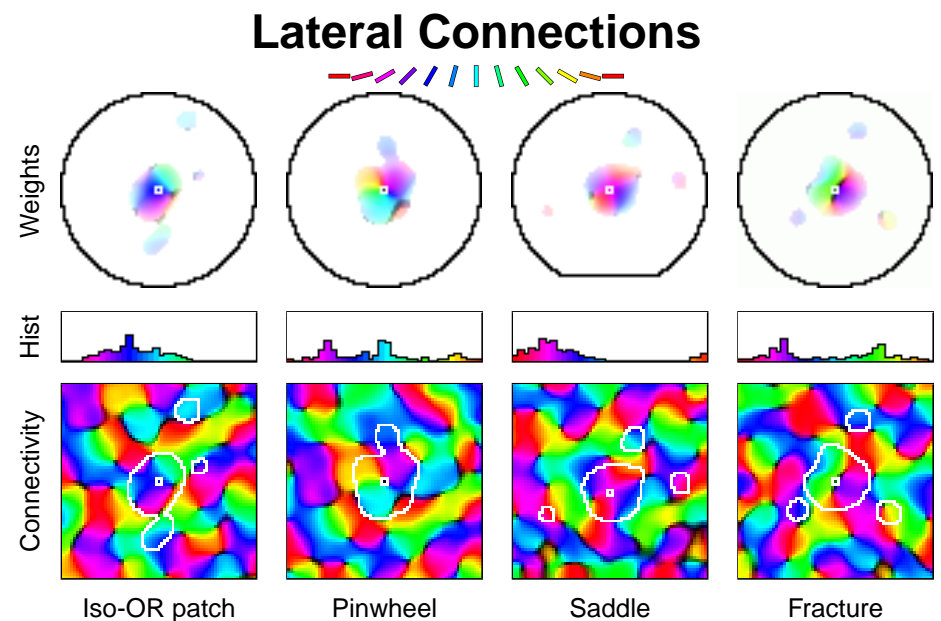 Lateral Connections
Weights
Hist
Connectivity
Iso-OR patch
Pinwheel
Saddle
Fracture